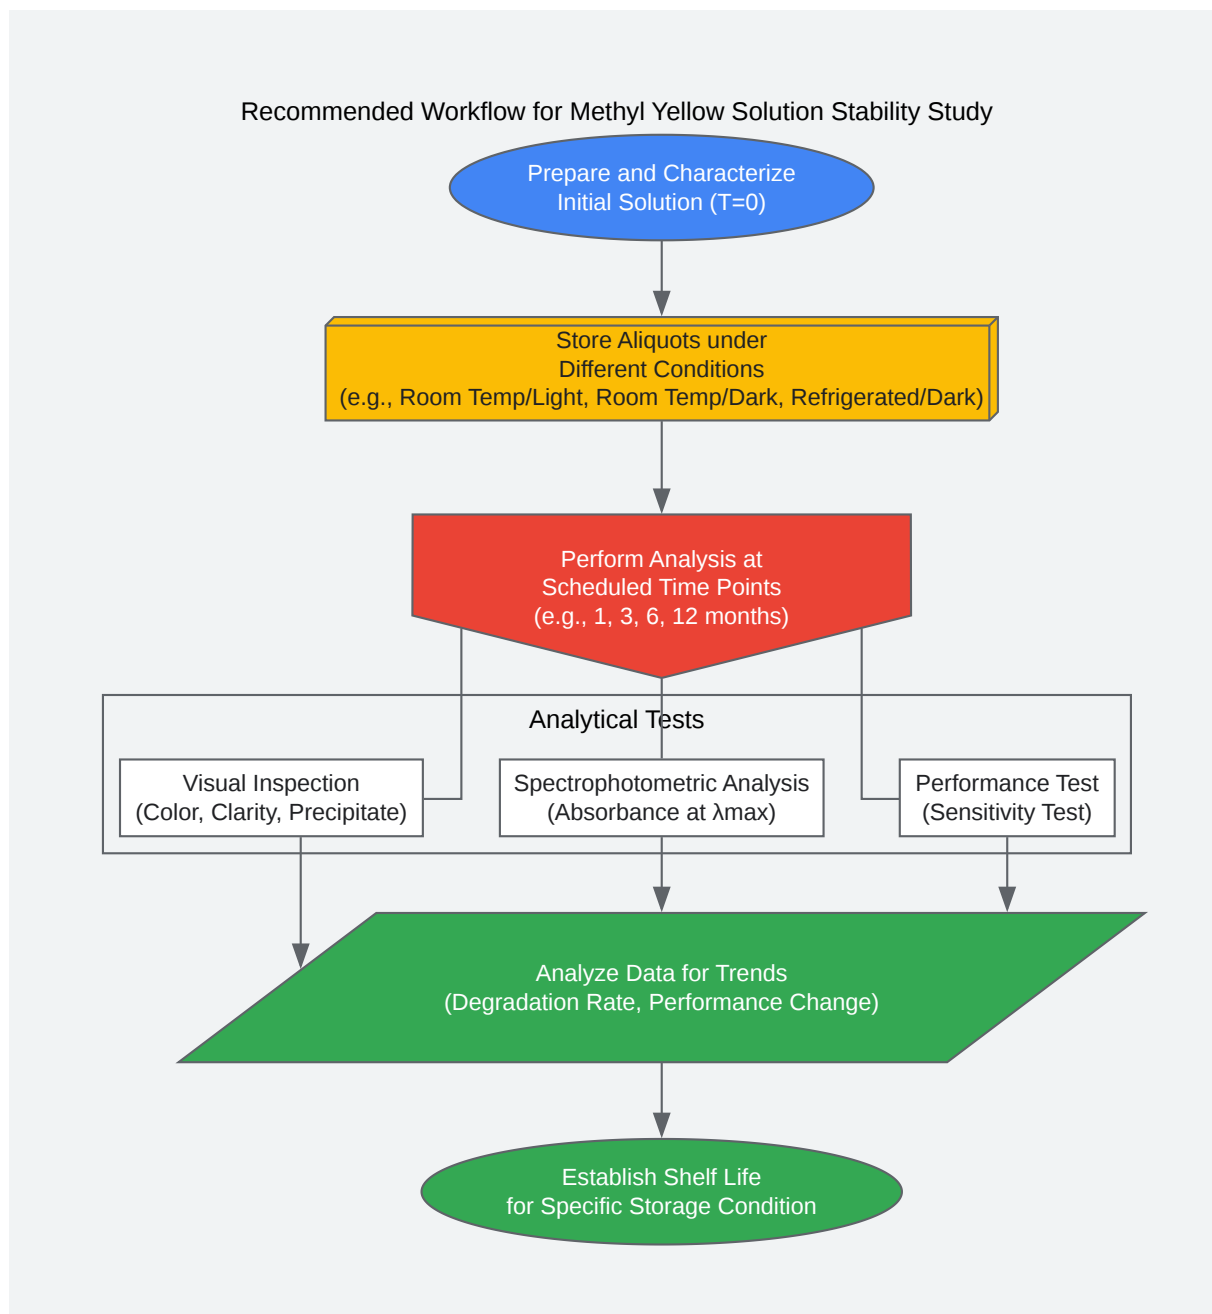 Recommended Workflow for Methyl Yellow Solution Stability Study
Prepare and Characterize
Initial Solution (T=0)
Store Aliquots under
Different Conditions
(e.g., Room Temp/Light, Room Temp/Dark, Refrigerated/Dark)
Perform Analysis at
Scheduled Time Points
(e.g., 1, 3, 6, 12 months)
Analytical Tests
Visual Inspection
(Color, Clarity, Precipitate)
Spectrophotometric Analysis
(Absorbance at λmax)
Performance Test
(Sensitivity Test)
Analyze Data for Trends
(Degradation Rate, Performance Change)
Establish Shelf Life
for Specific Storage Condition